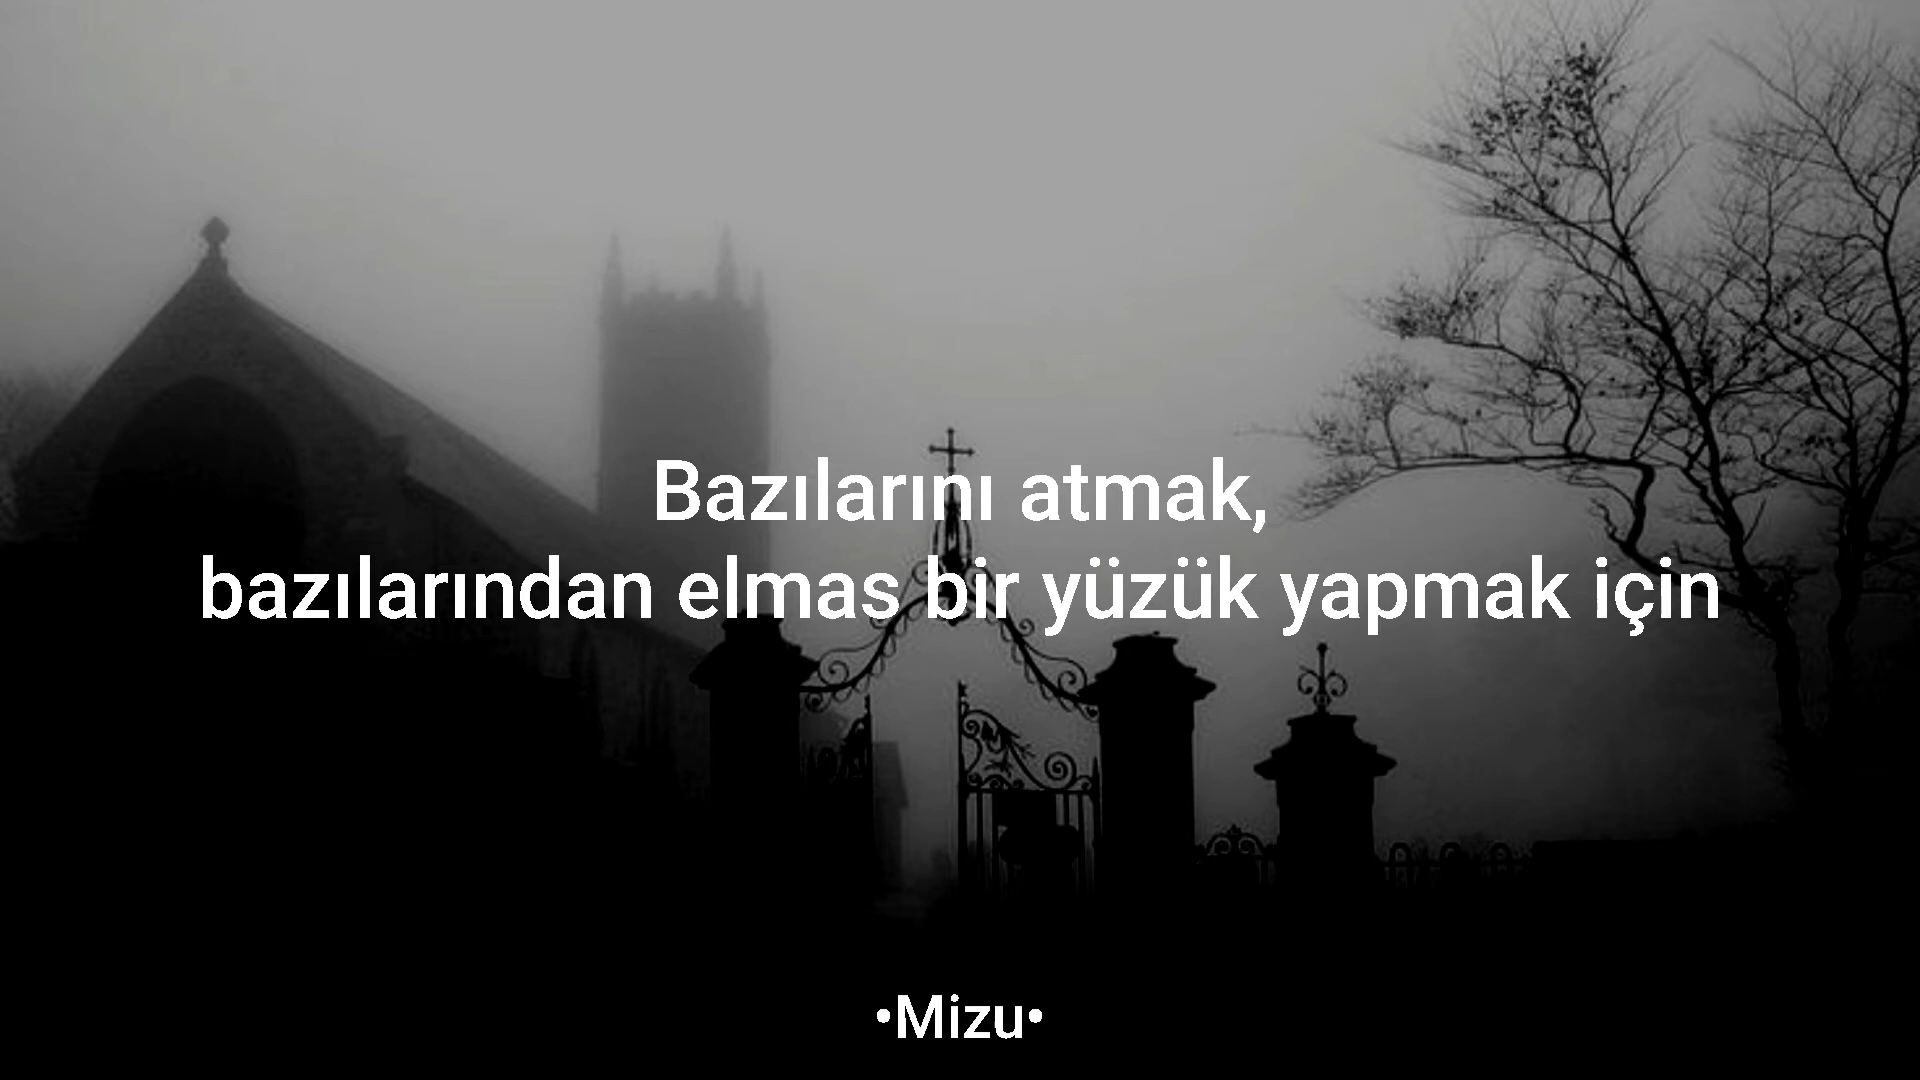 Bazılarını atmak,
bazılarından elmas bir yüzük yapmak için
•Mizu•